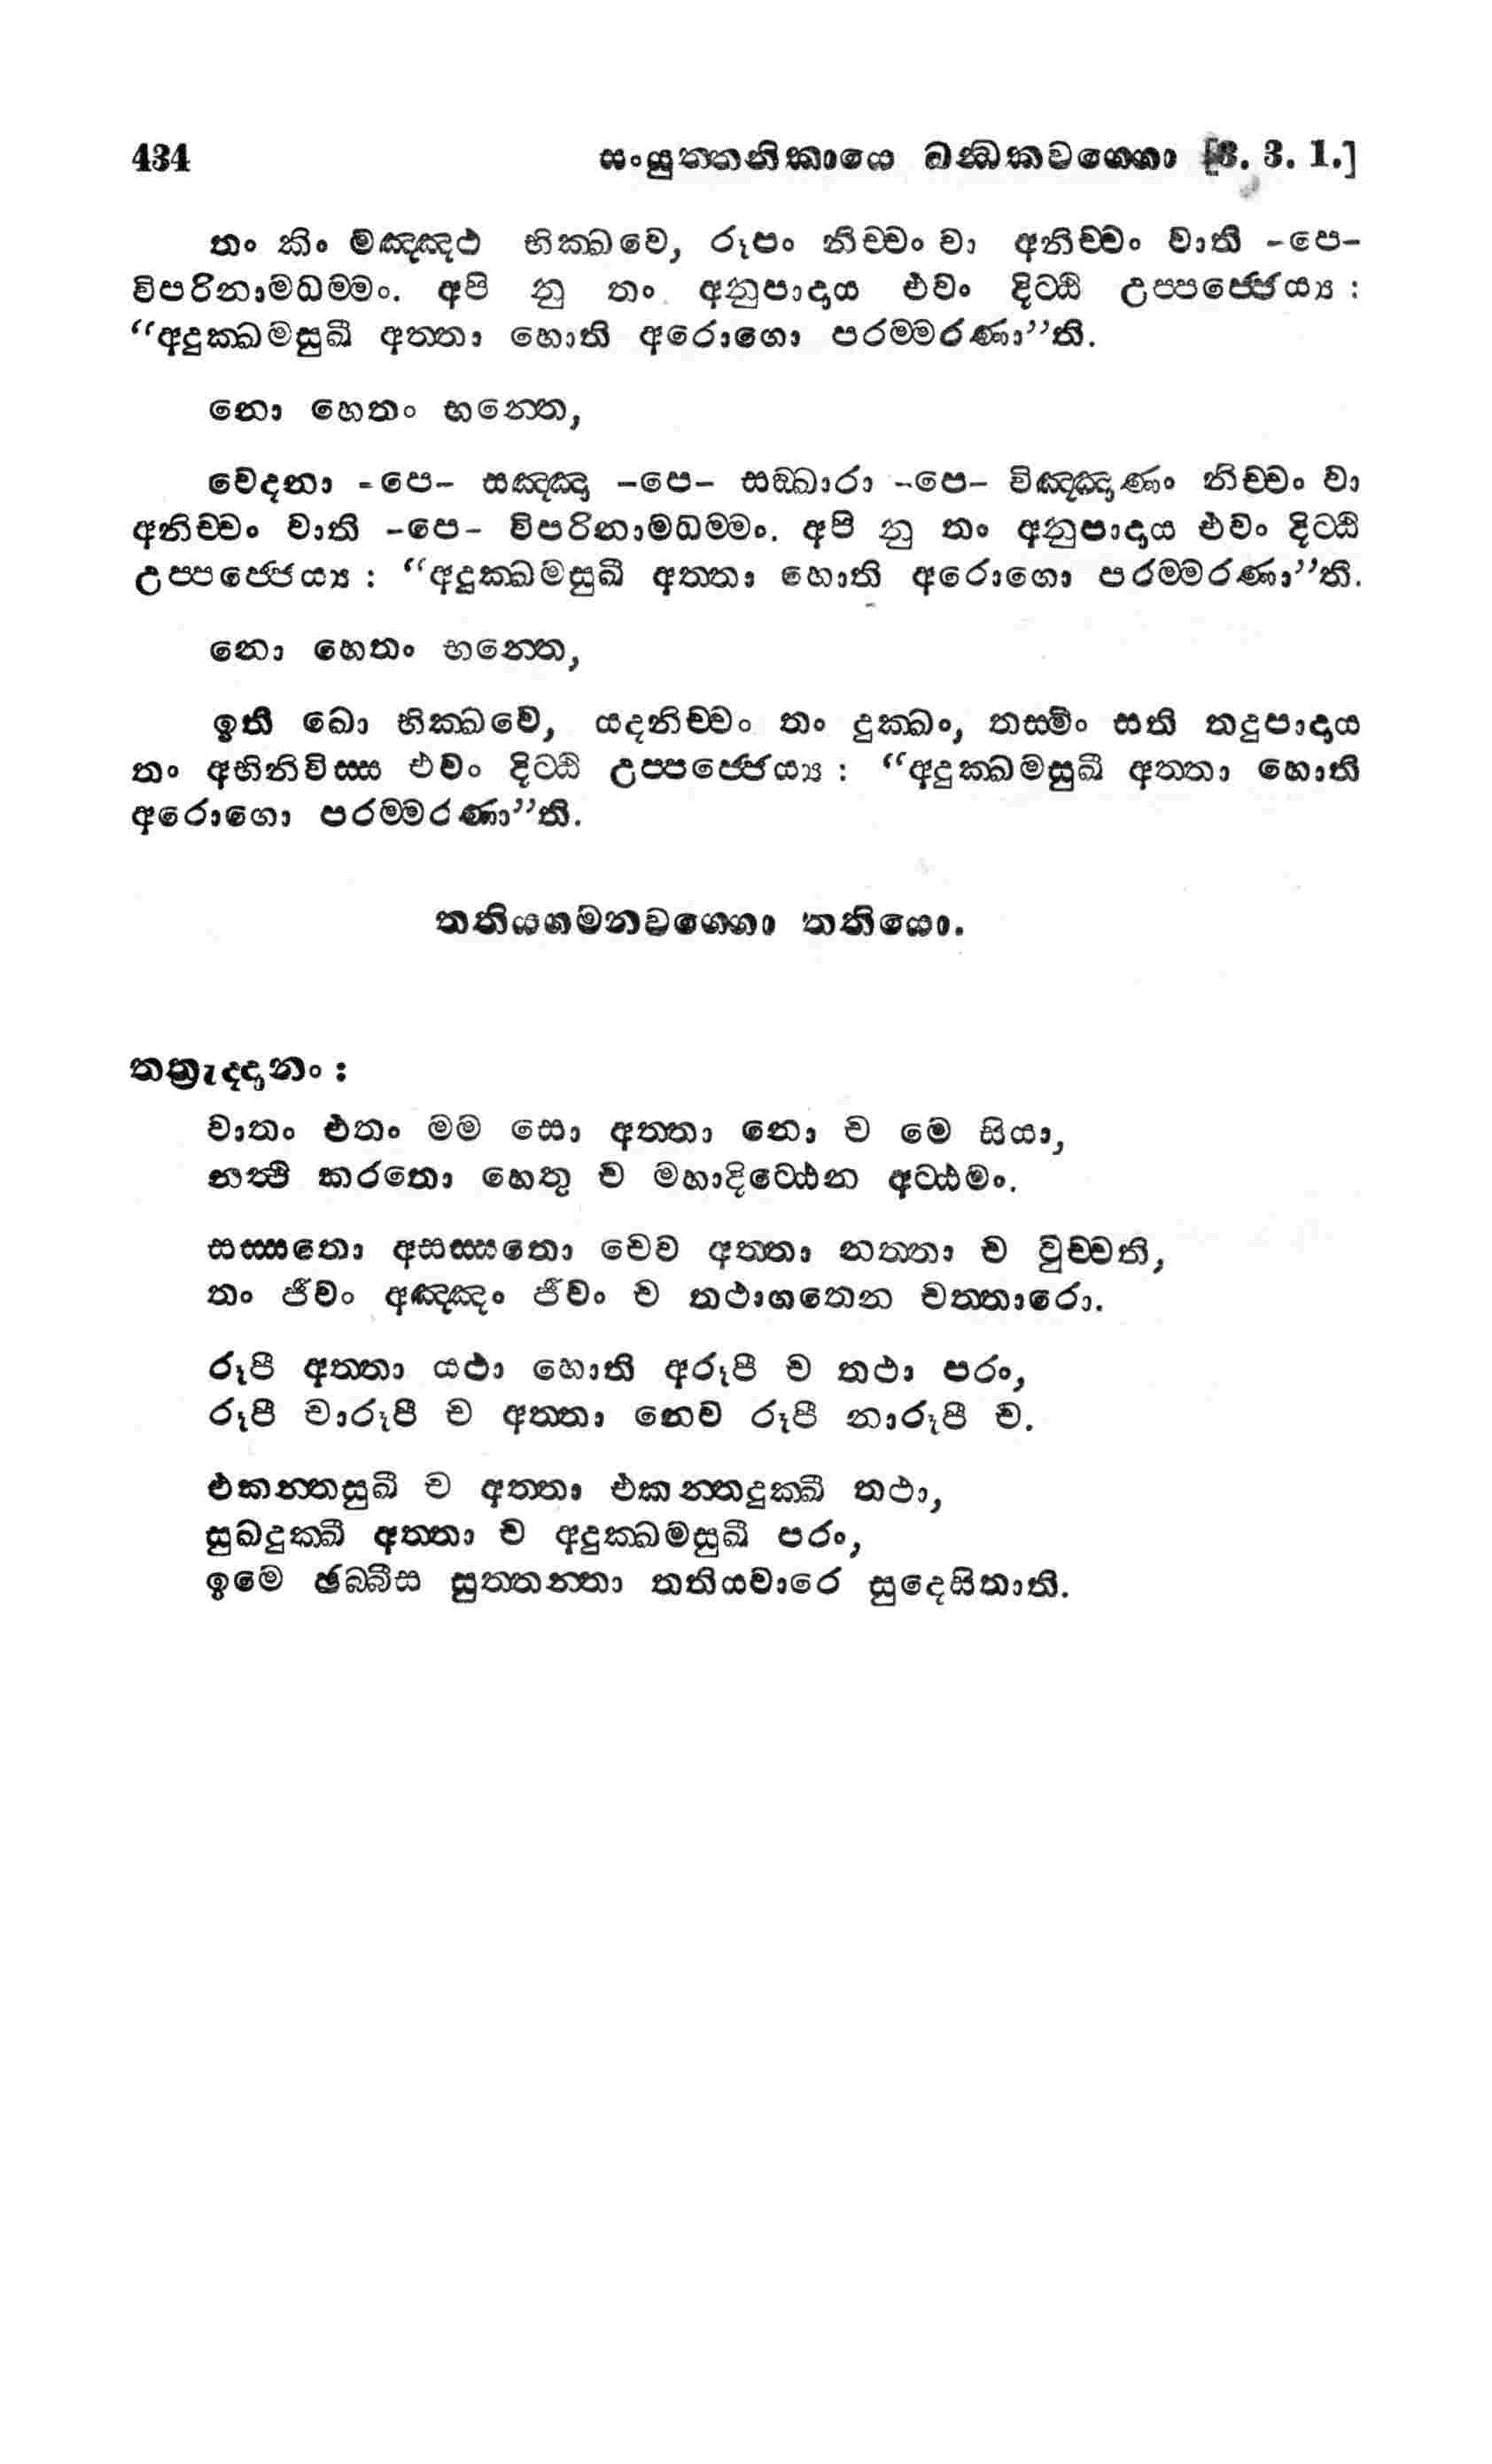 434 සංයුත්තනිකායෙ ඛන්ධකවග්ගො [3. 3. 1.]
තං කිං මඤ්ඤථ භික්ඛවෙ, රූපං නිච්චං වා අනිච්චං වාති -පෙ-
විපරිනාමධම්මං. අපි නු තං අනුපාදාය එවං දිට්ඨි උප්පජ්ජෙය්‍ය :
“අදුක්ඛමසුඛී අත්තා හොති අරොගො පරම්මරණා”ති.
නො හෙතං භන්තෙ,
වේදනා -පෙ- සඤ්ඤා -පෙ- සඞ්ඛාරා -පෙ- විඤ්ඤාණං නිච්චං වා
අනිච්චං වාති -පෙ- විපරිනාමධම්මං. අපි නු තං අනුපාදාය එවං දිට්ඨි
උප්පජ්ජෙය්‍ය : “අදුක්ඛමසුඛී අත්තා හොති අරොගො පරම්මරණා”ති.
නො හෙතං භන්තෙ,
ඉති ඛො භික්ඛවේ, යදනිච්චං තං දුක්ඛං, තස්මිං සති තදුපාදාය
තං අභිනිවිස්ස එවං දිට්ඨි උප්පජ්ජෙය්‍ය : “අදුක්ඛමසුඛී අත්තා හොති
අරොගො පරම්මරණා”ති.
තතියගමනවග්ගො තතියො.
තත්‍රැද්දානං :
වාතං එතං මම සො අත්තා නො ච මෙ සියා,
නත්ථි කරතො හෙතු ච මහාදිට්ඨෙන අට්ඨමං.
සස්සතො අසස්සතො චෙව අන්තා නන්තා ච වුච්චති,
තං ජීවං අඤ්ඤං ජීවං ච තථාගතෙන චත්තාරො.
රූපී අත්තා යථා හොති අරූපී ච තථා පරං,
රූපී චාරූපී ච අත්තා නෙව රූපී නාරූපී ච.
එකන්තසුඛී ච අත්තා එකන්තදුක්ඛී තථා,
සුඛදුක්ඛී අත්තා ච අදුක්ඛමසුඛී පරං,
ඉමෙ ඡබ්බීස සුත්තන්තා තතියවාරෙ සුදෙසිතාති.